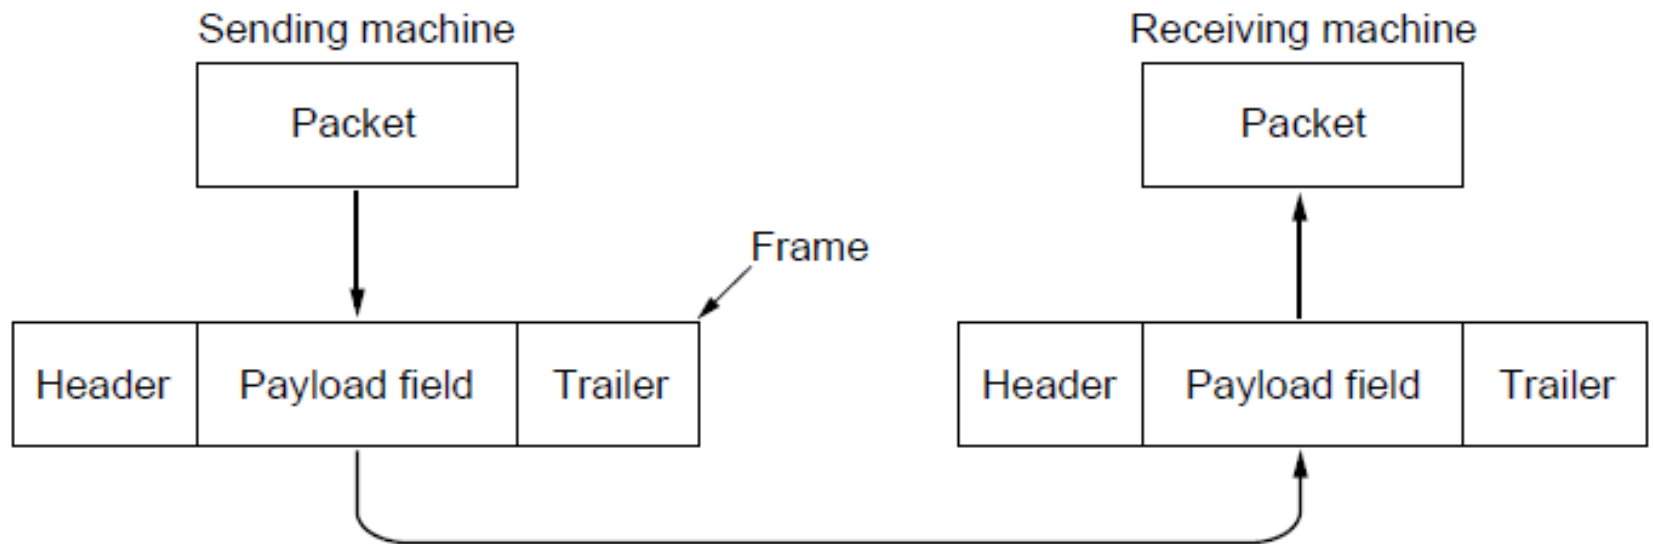 Sending machine
Receiving machine
Packet
Packet
Frame
Header
Payload field
Trailer
Header
Payload field
Trailer